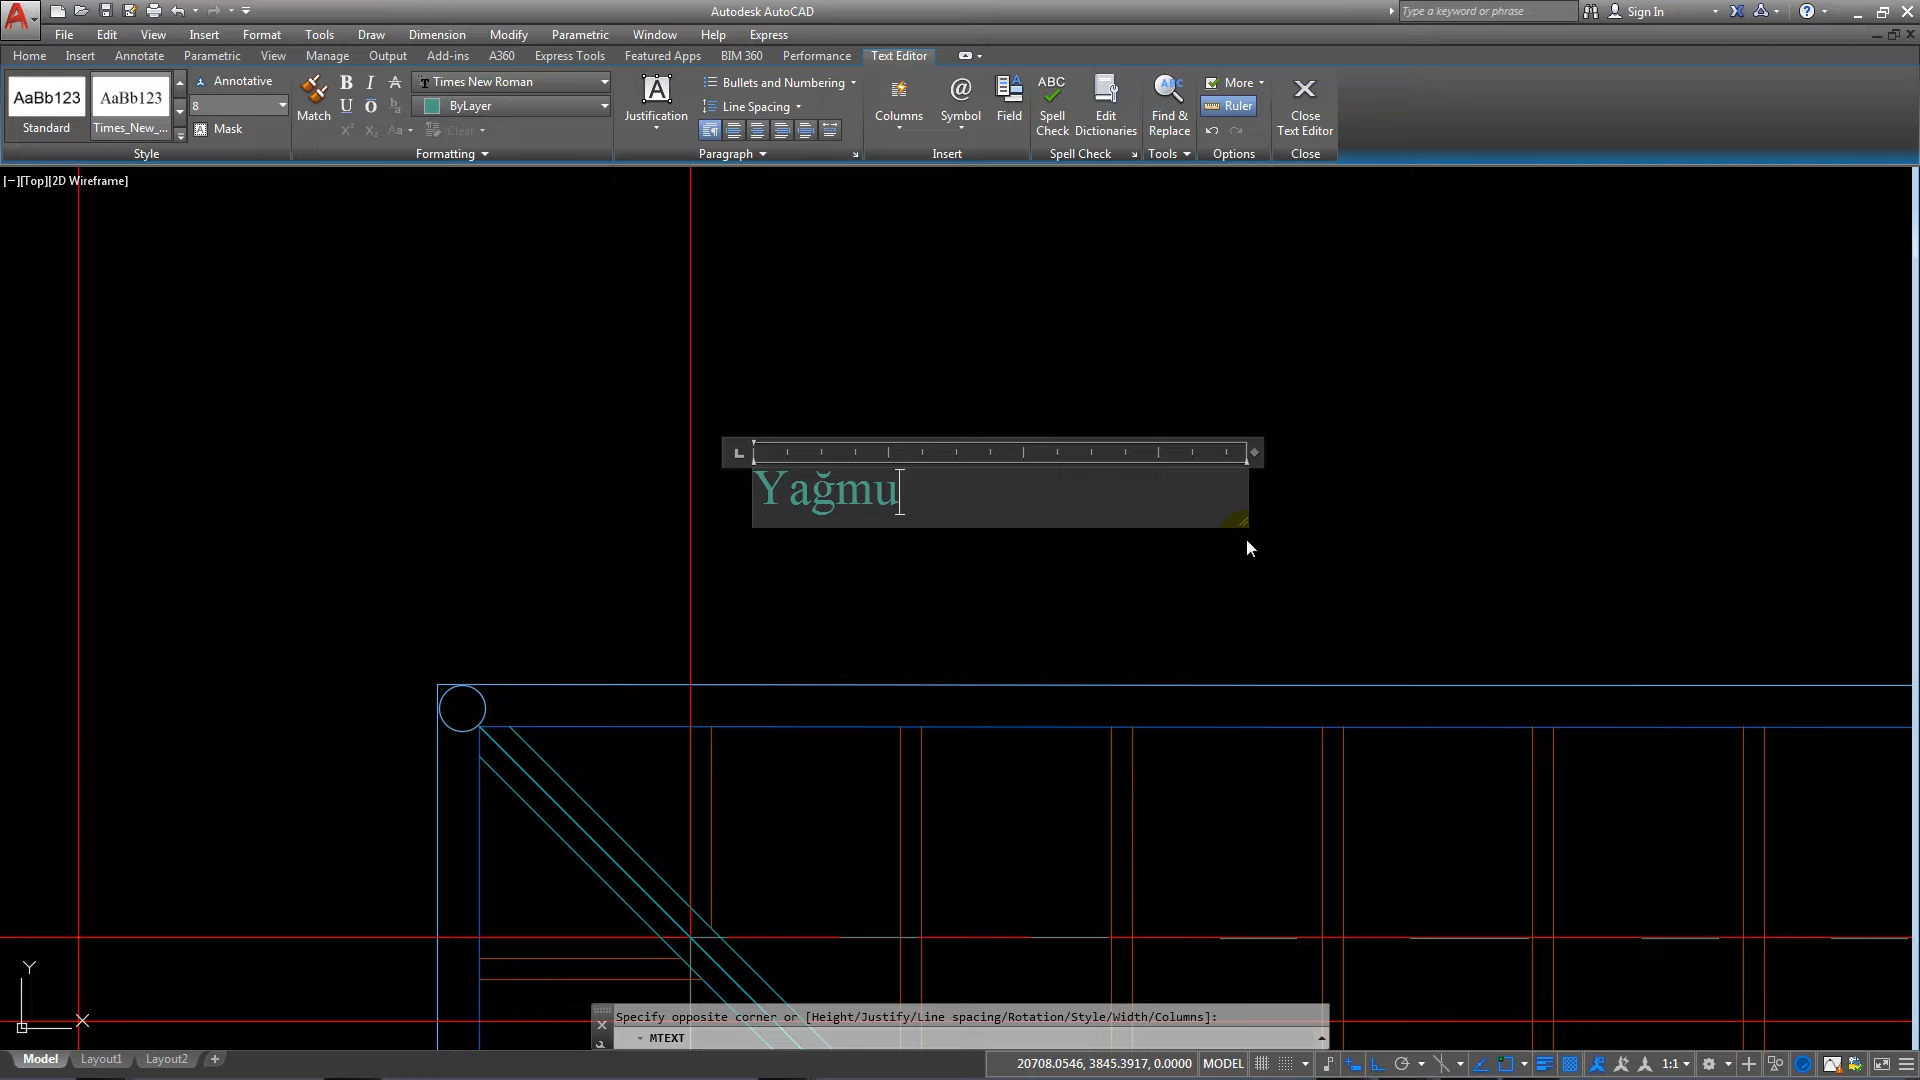 Autodesk AutoCAD
Type a keyword or phrase
Sign In
File Edit View Insert Format Tools Draw Dimension Modify Parametric Window Help Express
Home Insert Annotate Parametric View Manage Output Add-ins A360 Express Tools Featured Apps BIM 360 Performance Text Editor
AaBb123
Standard
AaBb123
Times_New_...
Annotative
8
Mask
Style
Match
Times New Roman
ByLayer
Clear
Formatting
Justification
Bullets and Numbering
Line Spacing
Paragraph
Columns
Symbol
Field
Insert
ABC
Spell Check
Edit Dictionaries
Spell Check
Find & Replace
Tools
More
Ruler
Options
Close Text Editor
Close
[−][Top][2D Wireframe]
Yağmu
Y
X
Specify opposite corner or [Height/Justify/Line spacing/Rotation/Style/Width/Columns]:
MTEXT
Model Layout1 Layout2 +
20708.0546, 3845.3917, 0.0000 MODEL 1:1